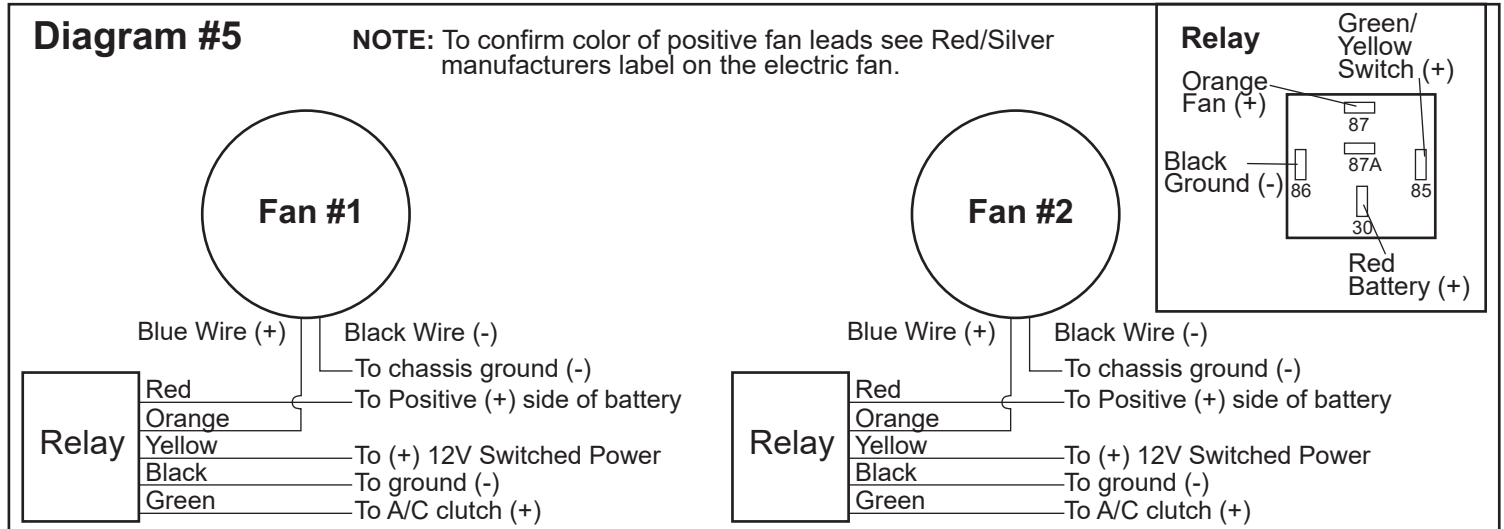 Diagram #5
NOTE: To confirm color of positive fan leads see Red/Silver
manufacturers label on the electric fan.
Relay
Green/
Yellow
Switch (+)
Orange
Fan (+)
87
87A
Black
Ground (-)
86
85
30
Red
Battery (+)
Fan #1
Blue Wire (+)
Black Wire (-)
To chassis ground (-)
Relay
Red
To Positive (+) side of battery
Orange
Yellow
To (+) 12V Switched Power
Black
To ground (-)
Green
To A/C clutch (+)
Fan #2
Blue Wire (+)
Black Wire (-)
To chassis ground (-)
Relay
Red
To Positive (+) side of battery
Orange
Yellow
To (+) 12V Switched Power
Black
To ground (-)
Green
To A/C clutch (+)